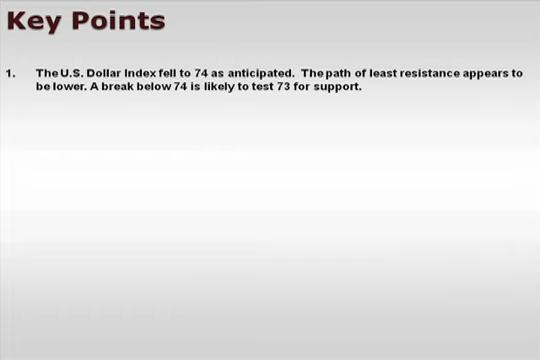 Key Points
1. The U.S. Dollar Index fell to 74 as anticipated. The path of least resistance appears to
be lower. A break below 74 is likely to test 73 for support.